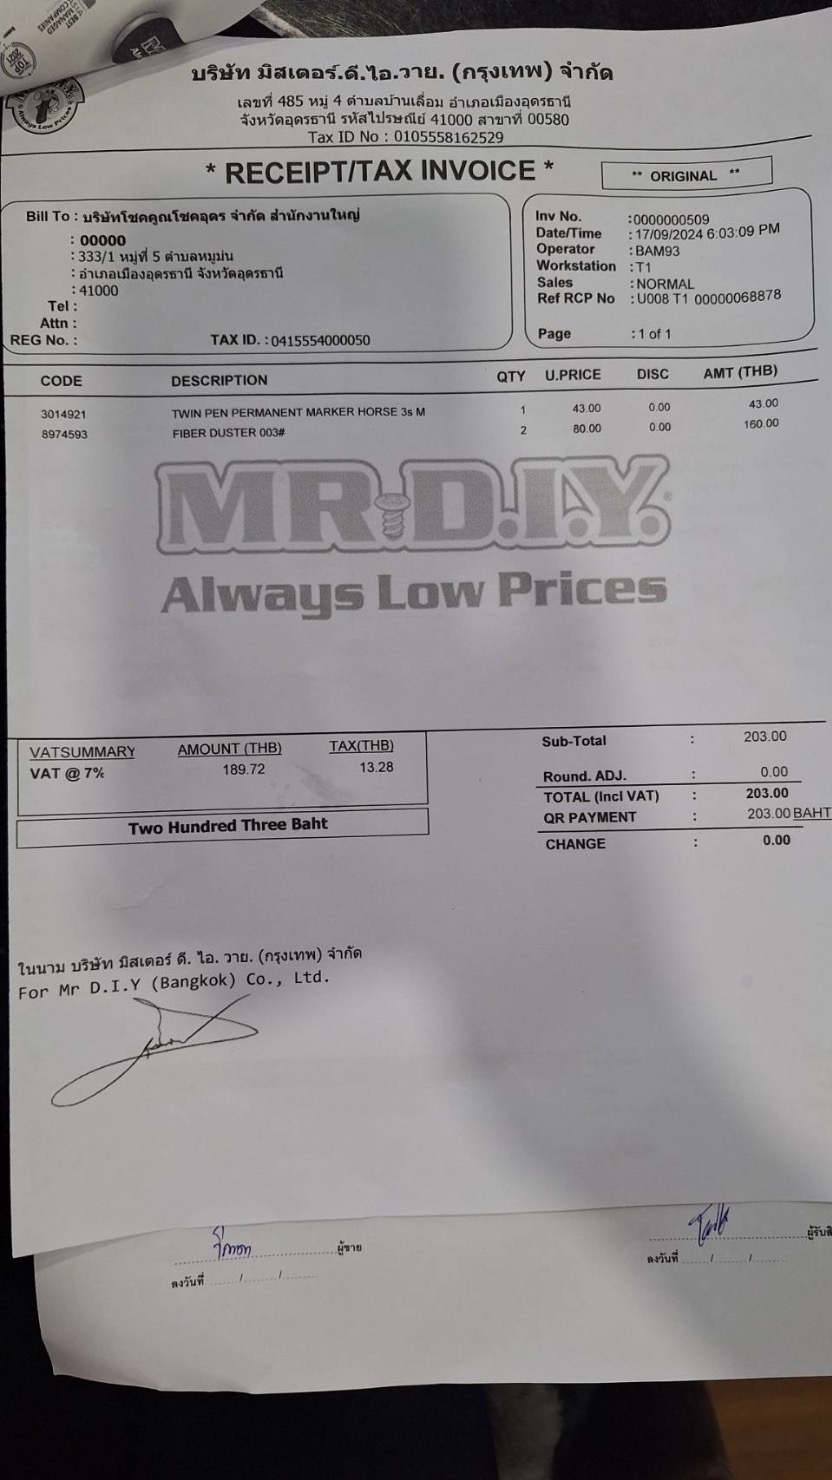 บริษัท มิสเตอร์.ดี.ไอ.วาย. (กรุงเทพ) จำกัด
เลขที่ 485 หมู่ 4 ตำบลบ้านเลื่อม อำเภอเมืองอุดรธานี
จังหวัดอุดรธานี รหัสไปรษณีย์ 41000 สาขาที่ 00580
Tax ID No : 0105558162529
* RECEIPT/TAX INVOICE *
** ORIGINAL **
Bill To : บริษัทโชคคูณโชคอุดร จำกัด สำนักงานใหญ่
: 00000
: 333/1 หมู่ที่ 5 ตำบลหมูม่น
: อำเภอเมืองอุดรธานี จังหวัดอุดรธานี
: 41000
Tel :
Attn :
REG No. : TAX ID. : 0415554000050
Inv No. :0000000509
Date/Time : 17/09/2024 6:03:09 PM
Operator : BAM93
Workstation : T1
Sales : NORMAL
Ref RCP No : U008 T1 00000068878
Page : 1 of 1
CODE DESCRIPTION QTY U.PRICE DISC AMT (THB)
3014921 TWIN PEN PERMANENT MARKER HORSE 3s M 1 43.00 0.00 43.00
8974593 FIBER DUSTER 003# 2 80.00 0.00 160.00
MR.D.I.Y.
Always Low Prices
VATSUMMARY AMOUNT (THB) TAX(THB)
VAT @ 7% 189.72 13.28
Two Hundred Three Baht
Sub-Total : 203.00
Round. ADJ. : 0.00
TOTAL (Incl VAT) : 203.00
QR PAYMENT : 203.00 BAHT
CHANGE : 0.00
ในนาม บริษัท มิสเตอร์ ดี. ไอ. วาย. (กรุงเทพ) จำกัด
For Mr D.I.Y (Bangkok) Co., Ltd.
ผู้ขาย
ลงวันที่ / /
ลงวันที่ / /